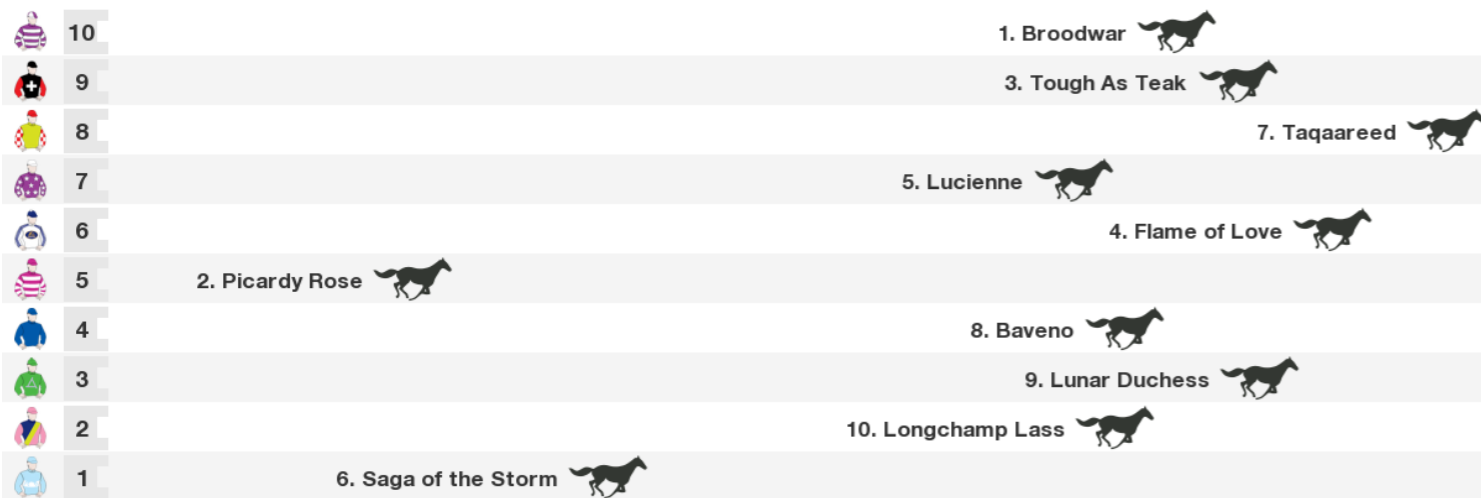 10 1. Broodwar
9 3. Tough As Teak
8 7. Taqaareed
7 5. Lucienne
6 4. Flame of Love
5 2. Picardy Rose
4 8. Baveno
3 9. Lunar Duchess
2 10. Longchamp Lass
1 6. Saga of the Storm